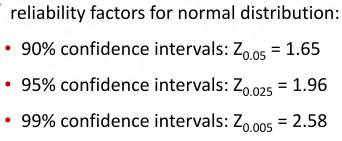 reliability factors for normal distribution:
• 90% confidence intervals: Z0.05 = 1.65
• 95% confidence intervals: Z0.025 = 1.96
• 99% confidence intervals: Z0.005 = 2.58